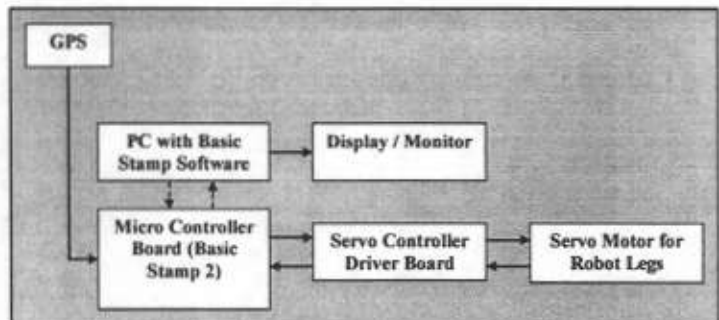 GPS
PC with Basic
Stamp Software
Display / Monitor
Micro Controller
Board (Basic
Stamp 2)
Servo Controller
Driver Board
Servo Motor for
Robot Legs